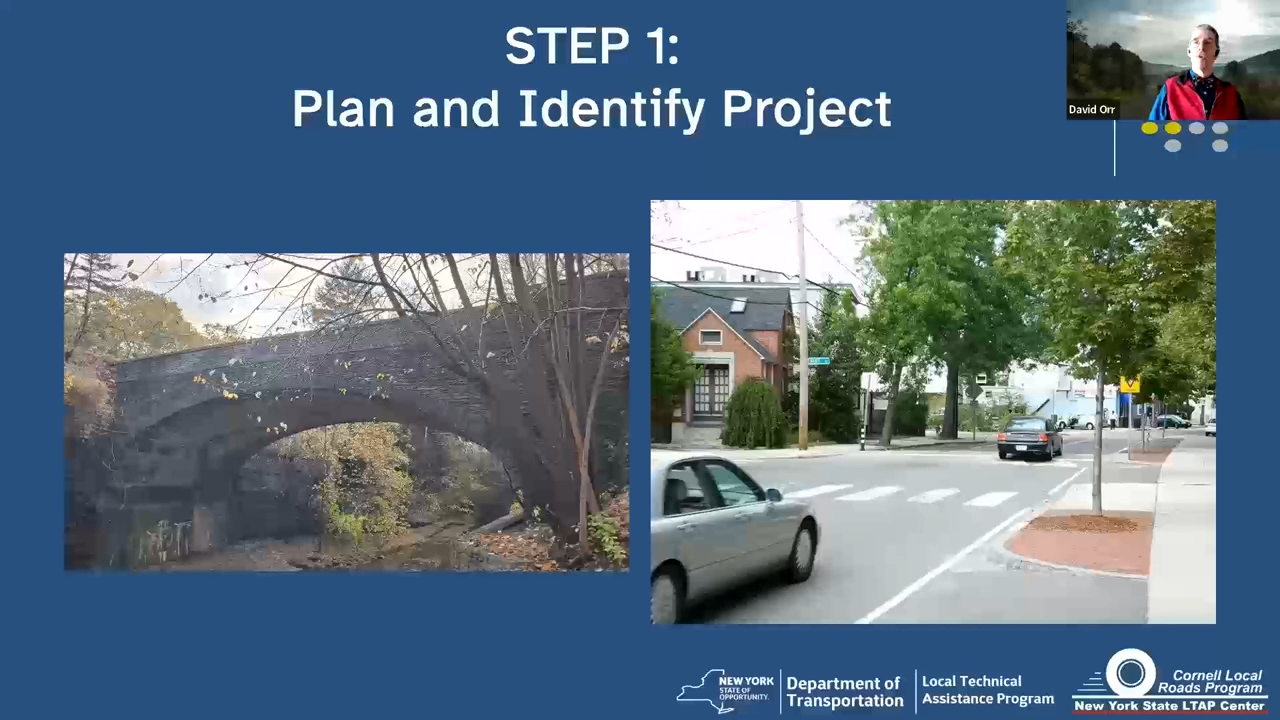 STEP 1:
Plan and Identify Project
David Orr
NEW YORK
STATE OF
OPPORTUNITY.
Department of
Transportation
Local Technical
Assistance Program
Cornell Local
Roads Program
New York State LTAP Center